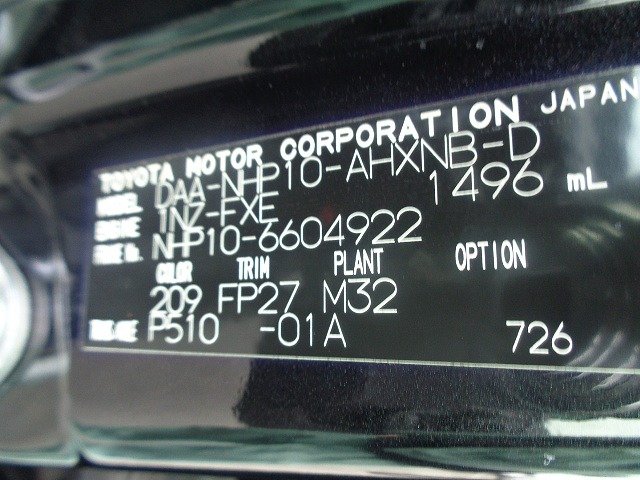 TOYOTA MOTOR CORPORATION JAPAN
MODEL DAA-NHP10-AHXNB-D
ENGINE 1NZ-FXE 1496 mL
FRAME No. NHP10-6604922
COLOR TRIM PLANT OPTION
209 FP27 M32
TRANS/AXLE P510 -01A 726